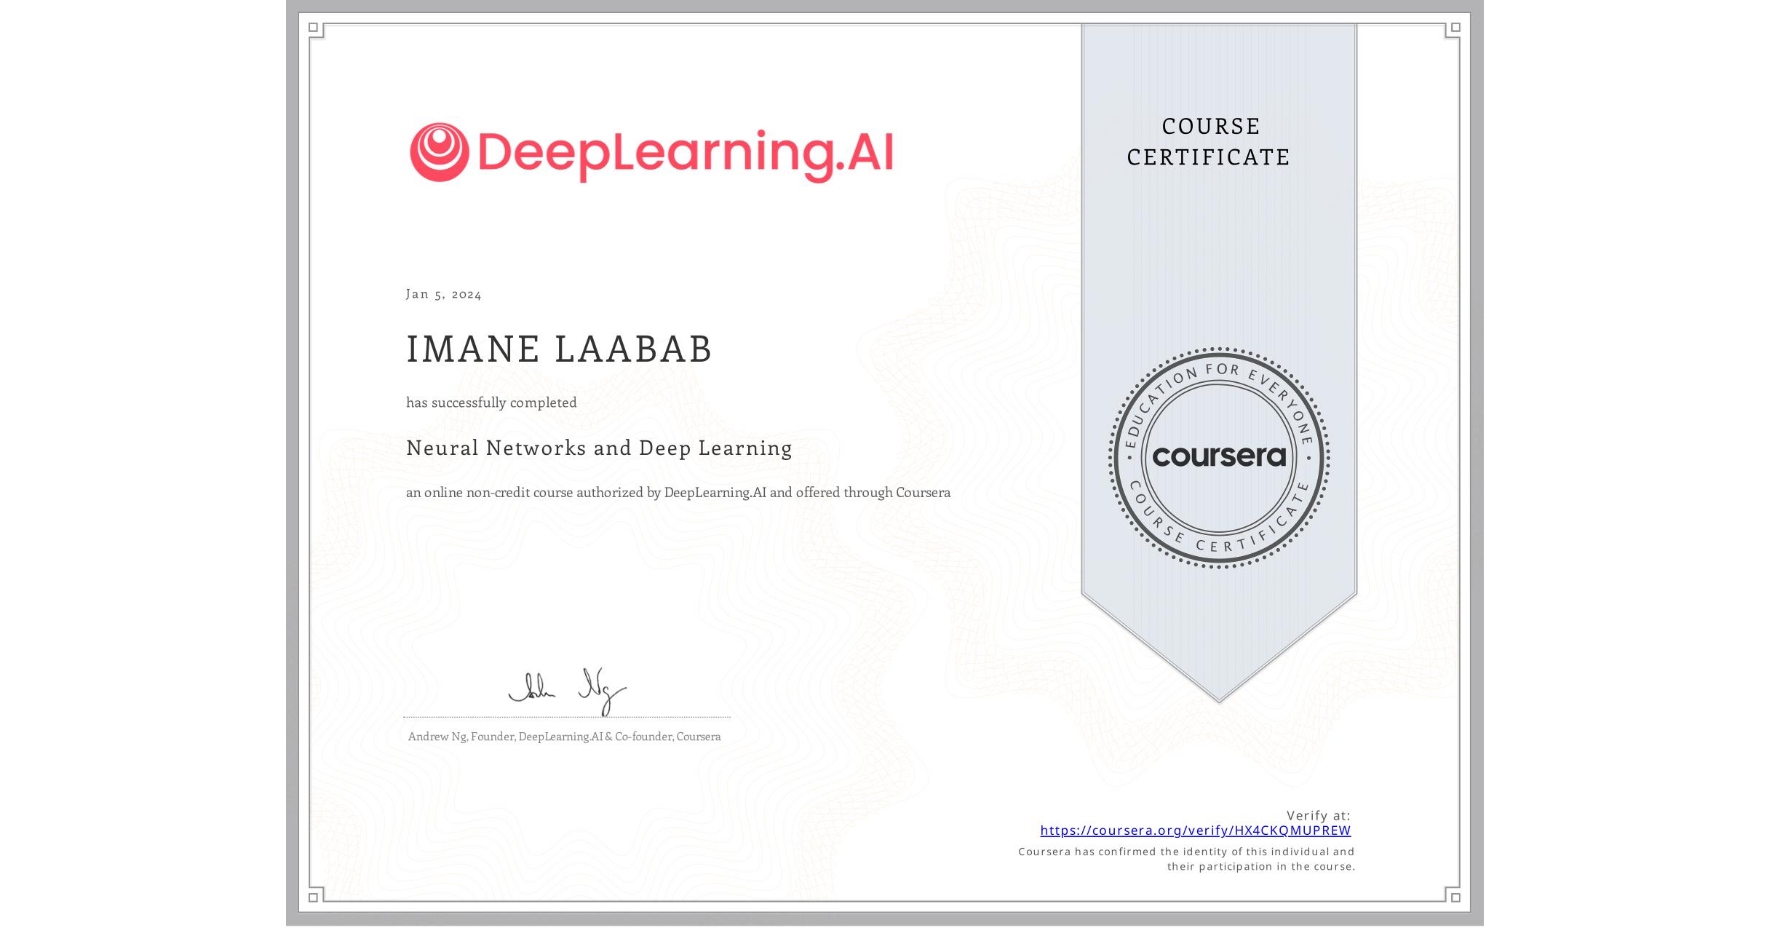 DeepLearning.AI
COURSE
CERTIFICATE
Jan 5, 2024
IMANE LAABAB
has successfully completed
Neural Networks and Deep Learning
an online non-credit course authorized by DeepLearning.AI and offered through Coursera
EDUCATION FOR EVERYONE
coursera
COURSE CERTIFICATE
Andrew Ng, Founder, DeepLearning.AI & Co-founder, Coursera
Verify at:
https://coursera.org/verify/HX4CKQMUPREW
Coursera has confirmed the identity of this individual and
their participation in the course.